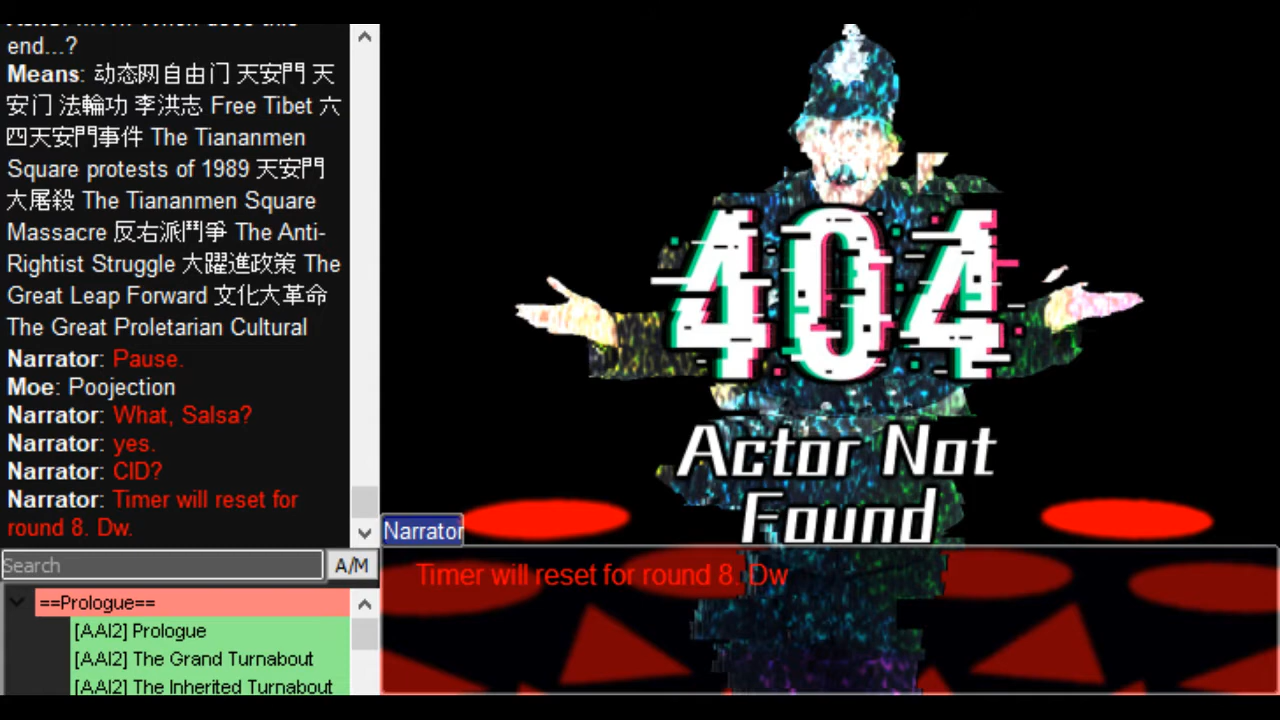 end...?
Means: 动态网自由门 天安門 天
安门 法輪功 李洪志 Free Tibet 六
四天安門事件 The Tiananmen
Square protests of 1989 天安門
大屠殺 The Tiananmen Square
Massacre 反右派鬥爭 The Anti-
Rightist Struggle 大躍進政策 The
Great Leap Forward 文化大革命
The Great Proletarian Cultural
Narrator: Pause.
Moe: Poojection
Narrator: What, Salsa?
Narrator: yes.
Narrator: CID?
Narrator: Timer will reset for
round 8. Dw.
Search
A/M
==Prologue==
[AAI2] Prologue
[AAI2] The Grand Turnabout
[AAI2] The Inherited Turnabout
404
Actor Not
Found
Narrator
Timer will reset for round 8. Dw